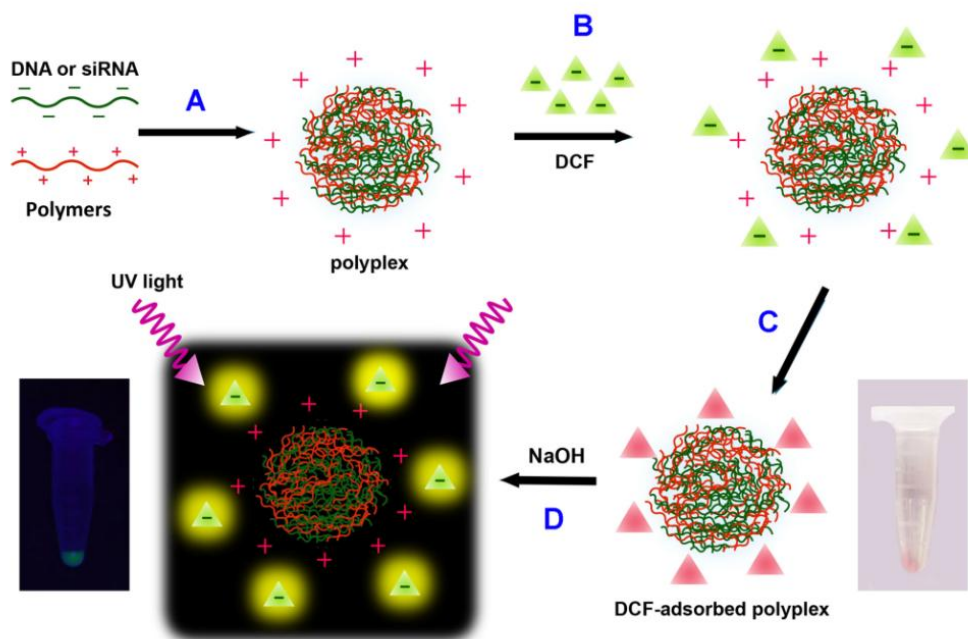 B
DNA or siRNA
A
DCF
Polymers
polyplex
UV light
C
NaOH
D
DCF-adsorbed polyplex